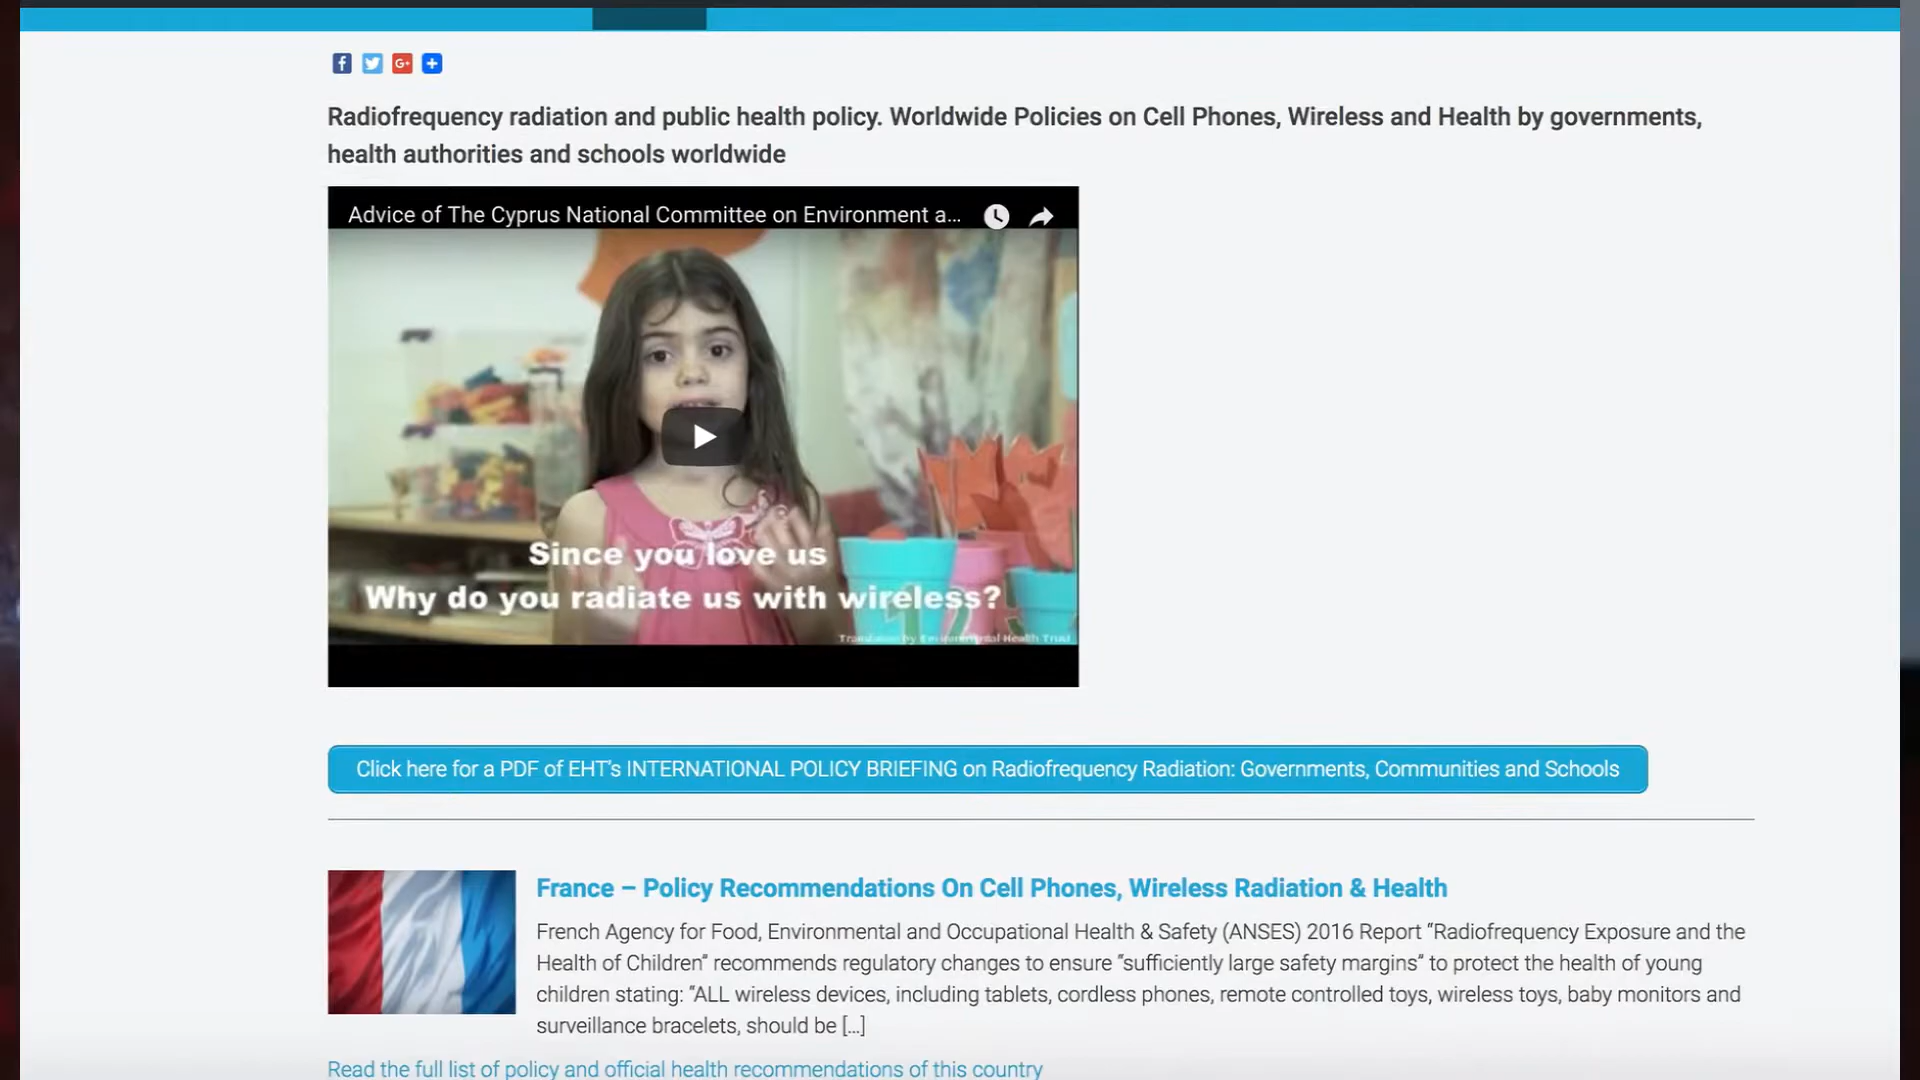 Radiofrequency radiation and public health policy. Worldwide Policies on Cell Phones, Wireless and Health by governments,
health authorities and schools worldwide
Advice of The Cyprus National Committee on Environment a...
Since you love us
Why do you radiate us with wireless?
Translation by Environmental Health Trust
Click here for a PDF of EHT's INTERNATIONAL POLICY BRIEFING on Radiofrequency Radiation: Governments, Communities and Schools
France – Policy Recommendations On Cell Phones, Wireless Radiation & Health
French Agency for Food, Environmental and Occupational Health & Safety (ANSES) 2016 Report “Radiofrequency Exposure and the
Health of Children” recommends regulatory changes to ensure “sufficiently large safety margins” to protect the health of young
children stating: “ALL wireless devices, including tablets, cordless phones, remote controlled toys, wireless toys, baby monitors and
surveillance bracelets, should be [...]
Read the full list of policy and official health recommendations of this country